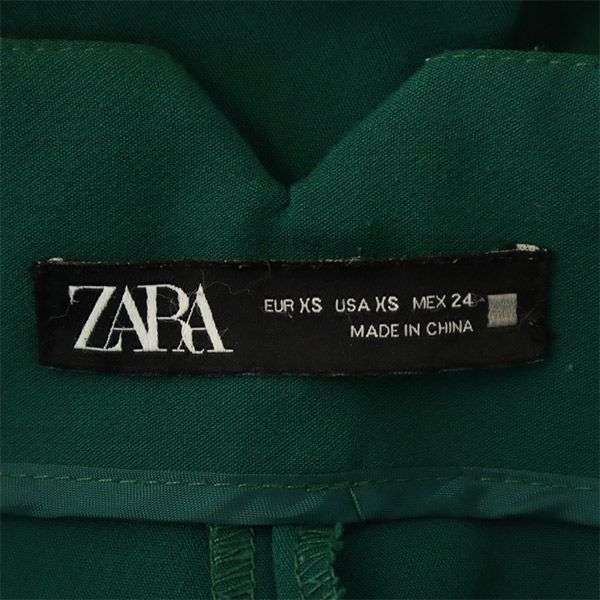 ZARA
EUR XS USA XS MEX 24
MADE IN CHINA